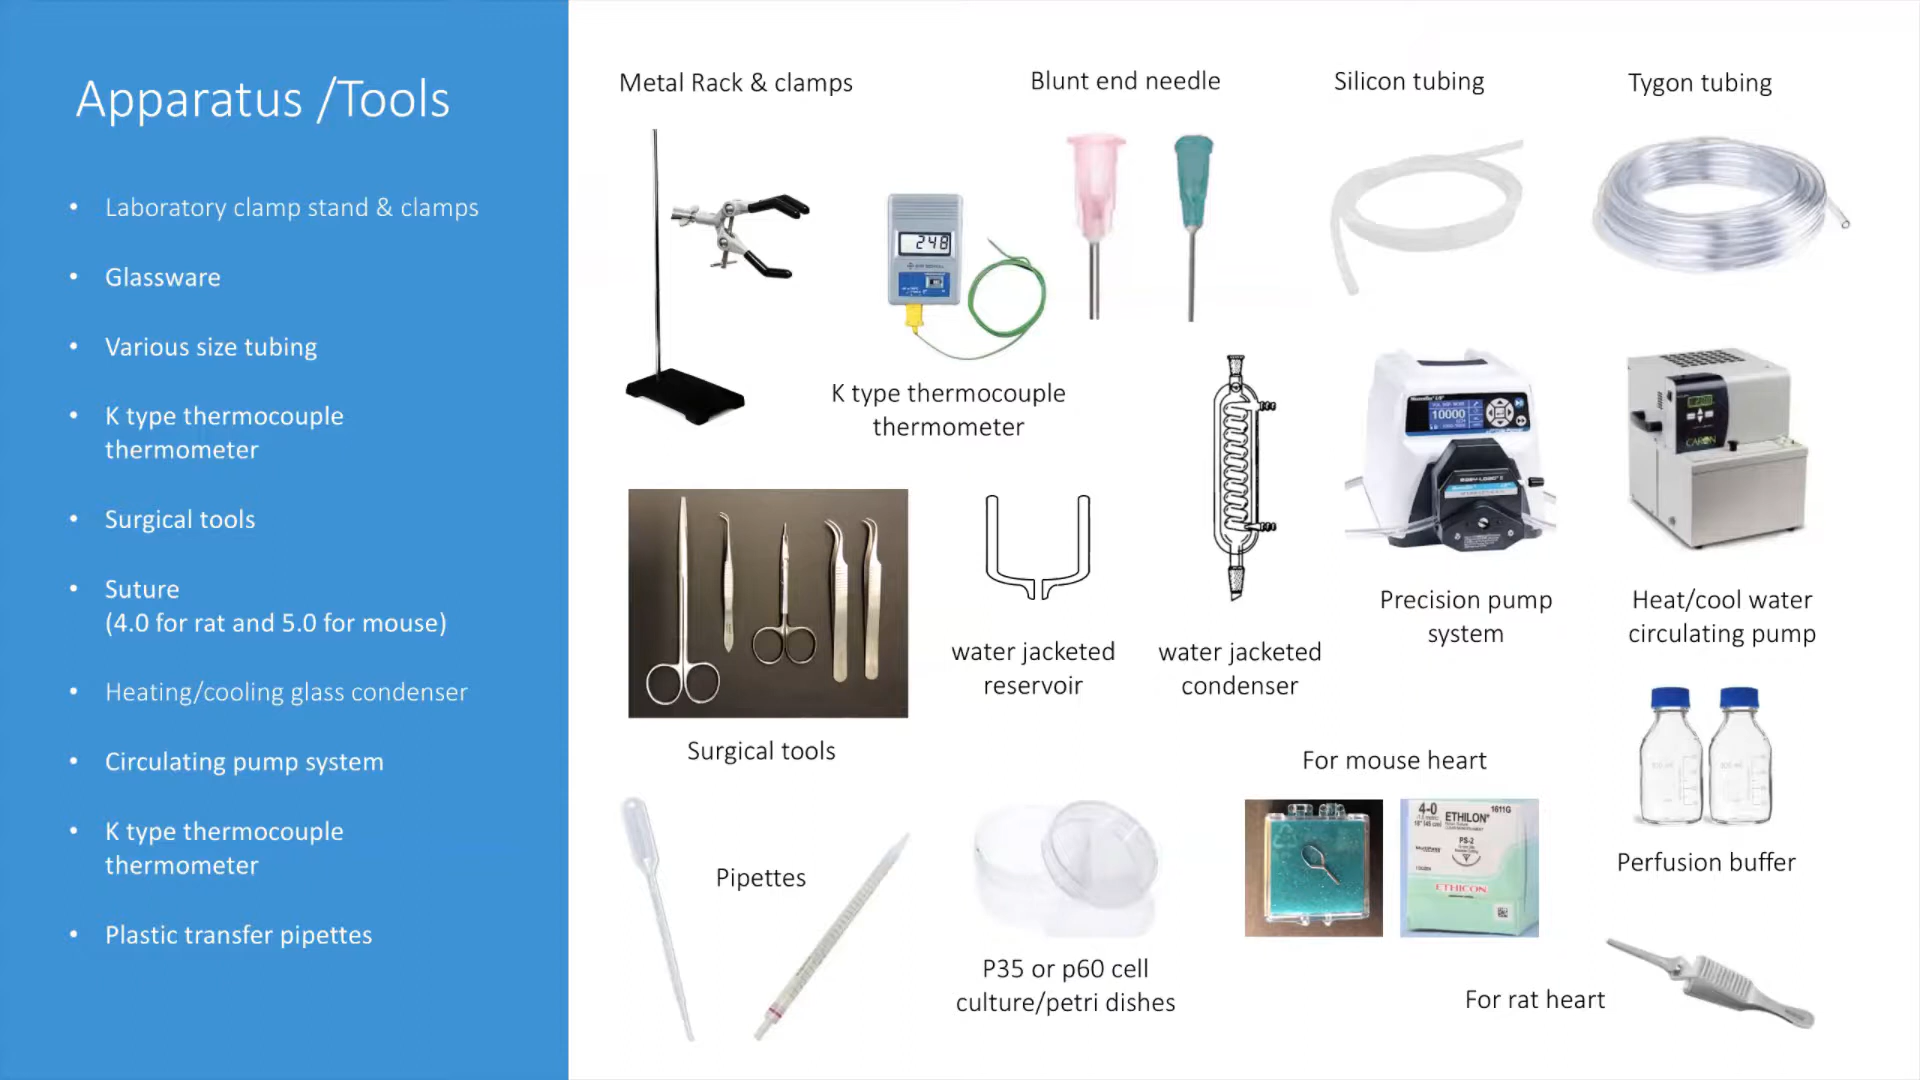 Apparatus /Tools
• Laboratory clamp stand & clamps
• Glassware
• Various size tubing
• K type thermocouple
thermometer
• Surgical tools
• Suture
(4.0 for rat and 5.0 for mouse)
• Heating/cooling glass condenser
• Circulating pump system
• K type thermocouple
thermometer
• Plastic transfer pipettes
Metal Rack & clamps
Blunt end needle
Silicon tubing
Tygon tubing
248
K type thermocouple
thermometer
10000
CARON
Precision pump
system
Heat/cool water
circulating pump
water jacketed
reservoir
water jacketed
condenser
Surgical tools
For mouse heart
4-0
1611G
ETHILON*
PS-2
ETHICON
Perfusion buffer
Pipettes
P35 or p60 cell
culture/petri dishes
For rat heart